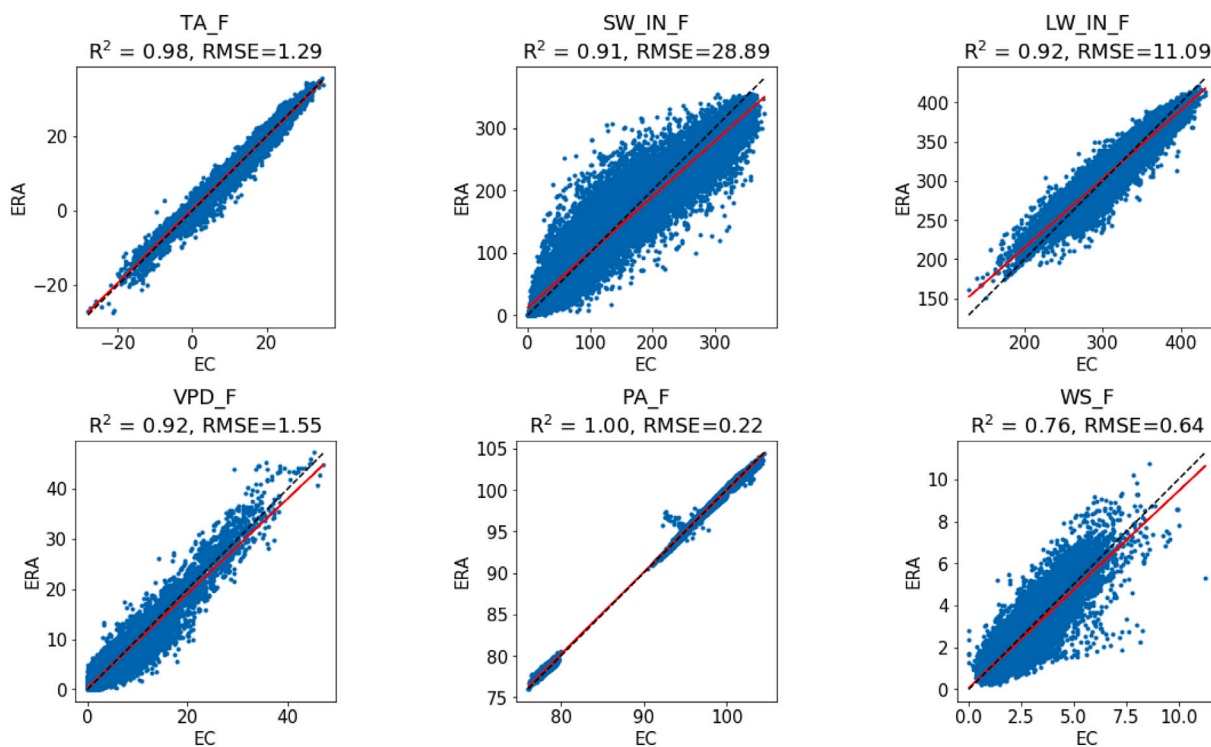 TA_F
R² = 0.98, RMSE=1.29
ERA
20
0
−20
−20
0
20
EC
SW_IN_F
R² = 0.91, RMSE=28.89
ERA
300
200
100
0
0
100
200
300
EC
LW_IN_F
R² = 0.92, RMSE=11.09
ERA
400
350
300
250
200
150
200
300
400
EC
VPD_F
R² = 0.92, RMSE=1.55
ERA
40
30
20
10
0
0
20
40
EC
PA_F
R² = 1.00, RMSE=0.22
ERA
105
100
95
90
85
80
75
80
90
100
EC
WS_F
R² = 0.76, RMSE=0.64
ERA
10
8
6
4
2
0
0.0
2.5
5.0
7.5
10.0
EC